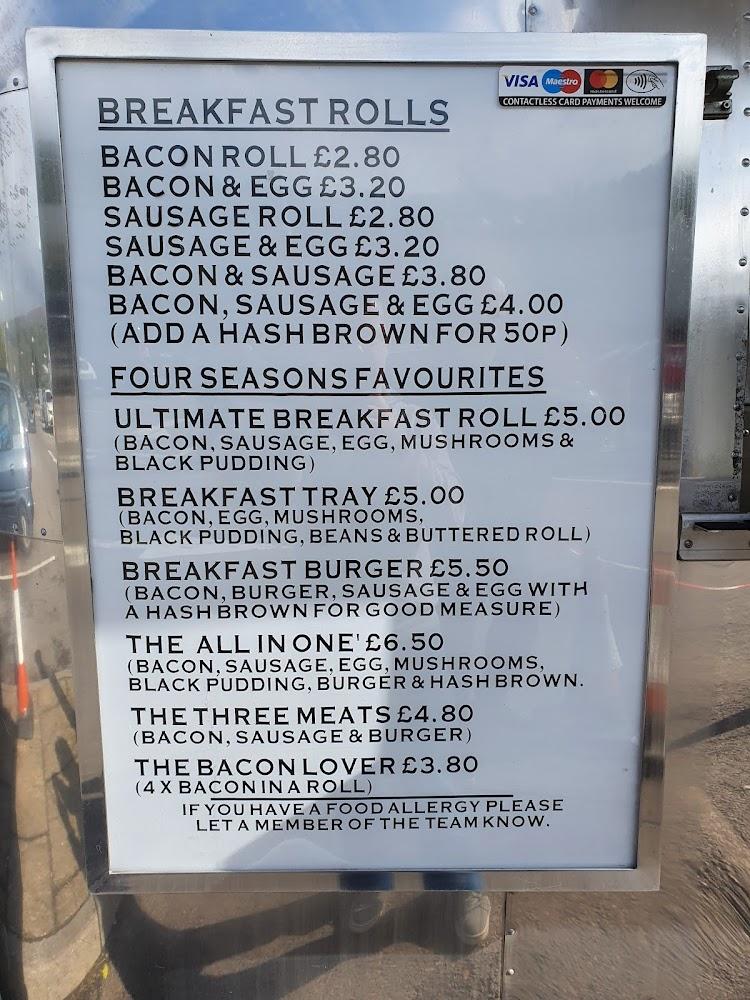 VISA Maestro
CONTACTLESS CARD PAYMENTS WELCOME
BREAKFAST ROLLS
BACON ROLL £2.80
BACON & EGG £3.20
SAUSAGE ROLL £2.80
SAUSAGE & EGG £3.20
BACON & SAUSAGE £3.80
BACON, SAUSAGE & EGG £4.00
(ADD A HASH BROWN FOR 50P)
FOUR SEASONS FAVOURITES
ULTIMATE BREAKFAST ROLL £5.00
(BACON, SAUSAGE, EGG, MUSHROOMS &
BLACK PUDDING)
BREAKFAST TRAY £5.00
(BACON, EGG, MUSHROOMS,
BLACK PUDDING, BEANS & BUTTERED ROLL)
BREAKFAST BURGER £5.50
(BACON, BURGER, SAUSAGE & EGG WITH
A HASH BROWN FOR GOOD MEASURE)
THE ALL IN ONE' £6.50
(BACON, SAUSAGE, EGG, MUSHROOMS,
BLACK PUDDING, BURGER & HASH BROWN.
THE THREE MEATS £4.80
(BACON, SAUSAGE & BURGER)
THE BACON LOVER £3.80
(4 X BACON IN A ROLL)
IF YOU HAVE A FOOD ALLERGY PLEASE
LET A MEMBER OF THE TEAM KNOW.